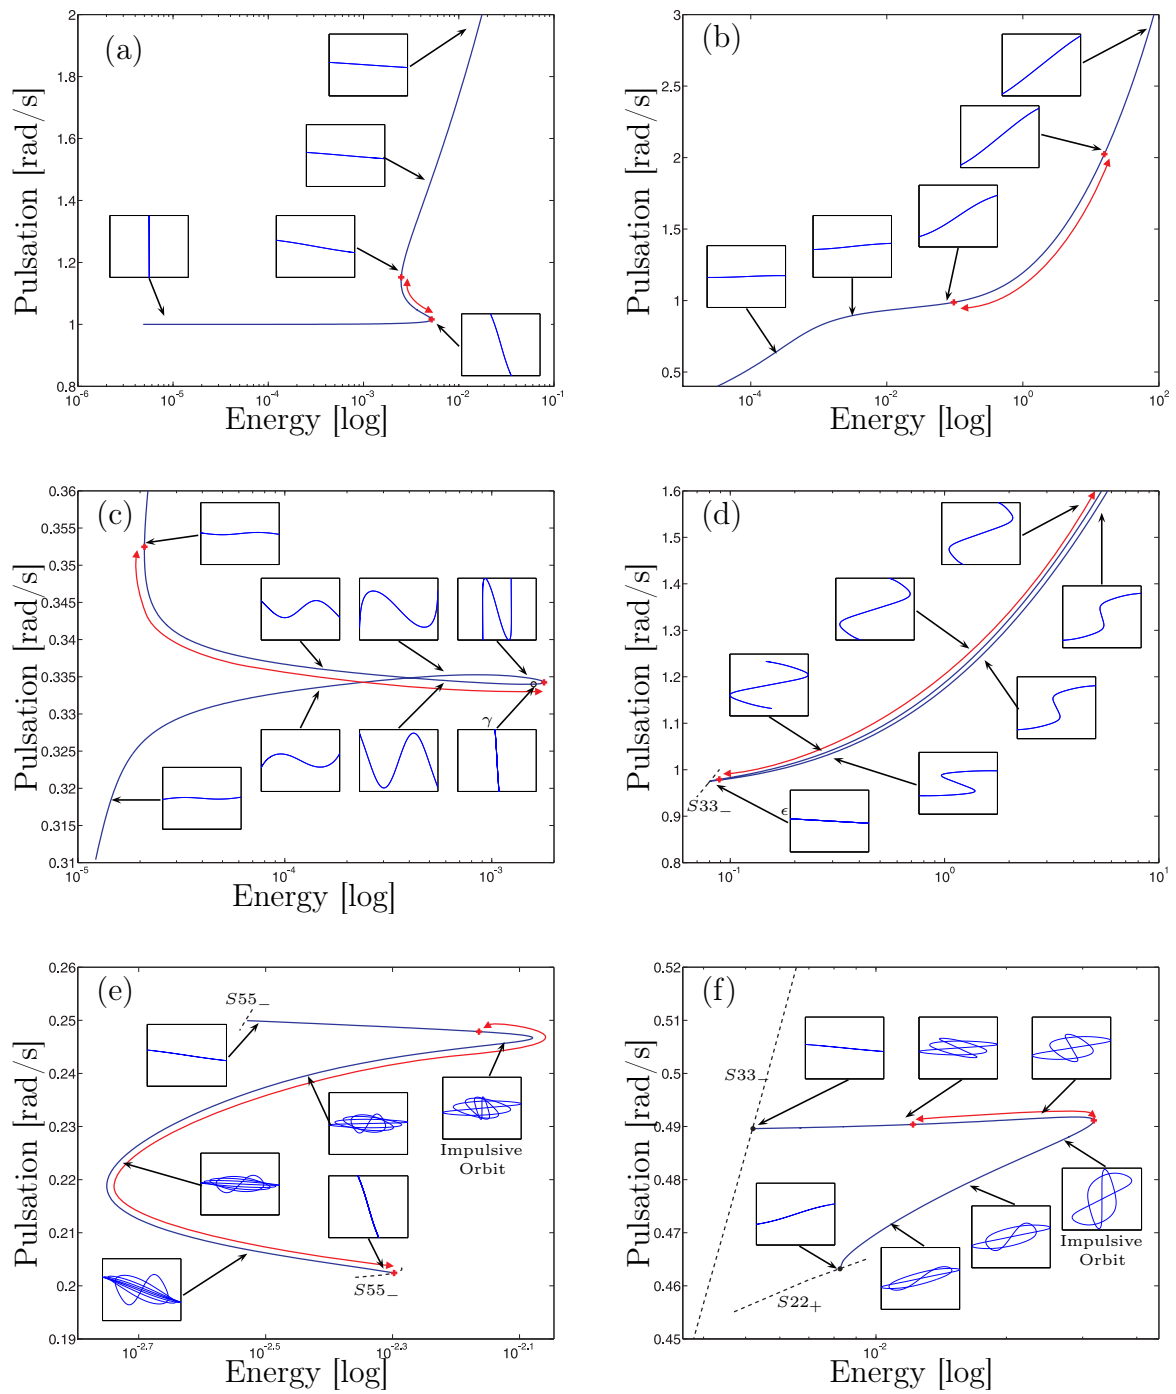 (a)
Pulsation [rad/s]
2
1.8
1.6
1.4
1.2
1
0.8
10^-6
10^-5
10^-4
10^-3
10^-2
10^-1
Energy [log]
(b)
Pulsation [rad/s]
3
2.5
2
1.5
1
0.5
10^-4
10^-2
10^0
10^2
Energy [log]
(c)
Pulsation [rad/s]
0.36
0.355
0.35
0.345
0.34
0.335
0.33
0.325
0.32
0.315
0.31
γ
10^-5
10^-4
10^-3
Energy [log]
(d)
Pulsation [rad/s]
1.6
1.5
1.4
1.3
1.2
1.1
1
0.9
0.8
S33_-
ϵ
10^-1
10^0
10^1
Energy [log]
(e)
Pulsation [rad/s]
0.26
0.25
0.24
0.23
0.22
0.21
0.2
0.19
S55_-
Impulsive
Orbit
S55_-
10^-2.7
10^-2.5
10^-2.3
10^-2.1
Energy [log]
(f)
Pulsation [rad/s]
0.52
0.51
0.5
0.49
0.48
0.47
0.46
0.45
S33_-
Impulsive
Orbit
S22_+
10^-2
Energy [log]